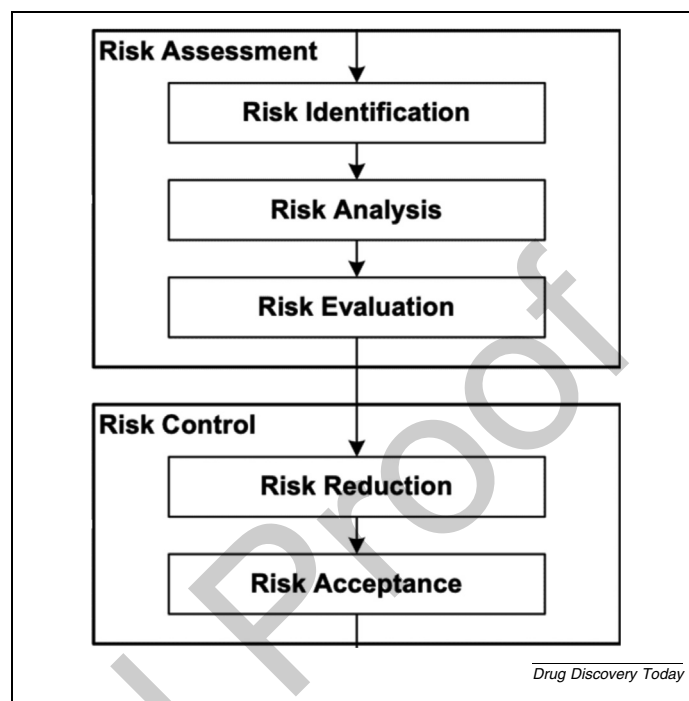 Risk Assessment
Risk Identification
Risk Analysis
Risk Evaluation
Risk Control
Risk Reduction
Risk Acceptance
Proof
Drug Discovery Today